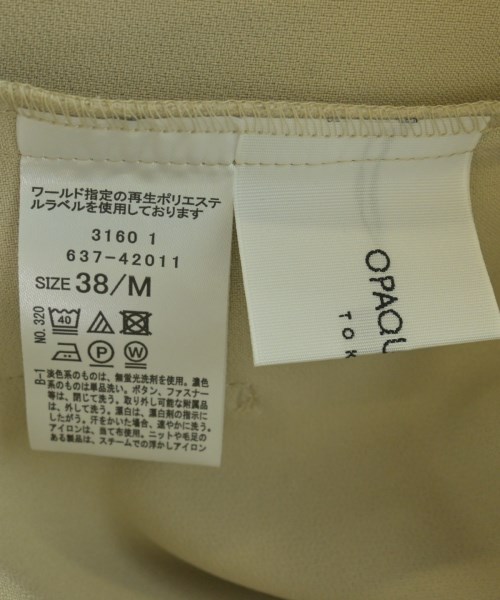 ワールド指定の再生ポリエステ
ルラベルを使用しております
3160 1
637-42011
SIZE 38/M
NO. 320
40
P W
B-1
淡色系のものは、無蛍光洗剤を使用。濃色
系のものは単品洗い。ボタン、ファスナー
等は、閉じて洗う。取り外し可能な附属品
は、外して洗う。漂白は、漂白剤の指示に
したがう。汗をかいた場合、速やかに洗う。
アイロンは、当て布使用。ニットや毛足の
ある製品は、スチームでの浮かしアイロン
OPAQU
TOK